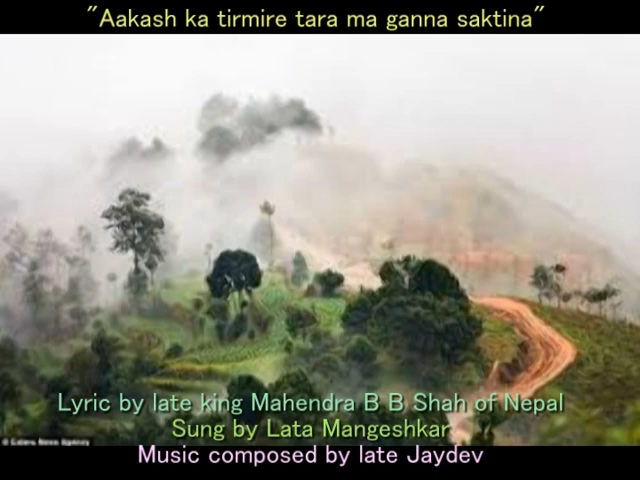 "Aakash ka tirmire tara ma ganna saktina"
Lyric by late king Mahendra B B Shah of Nepal
Sung by Lata Mangeshkar
Music composed by late Jaydev